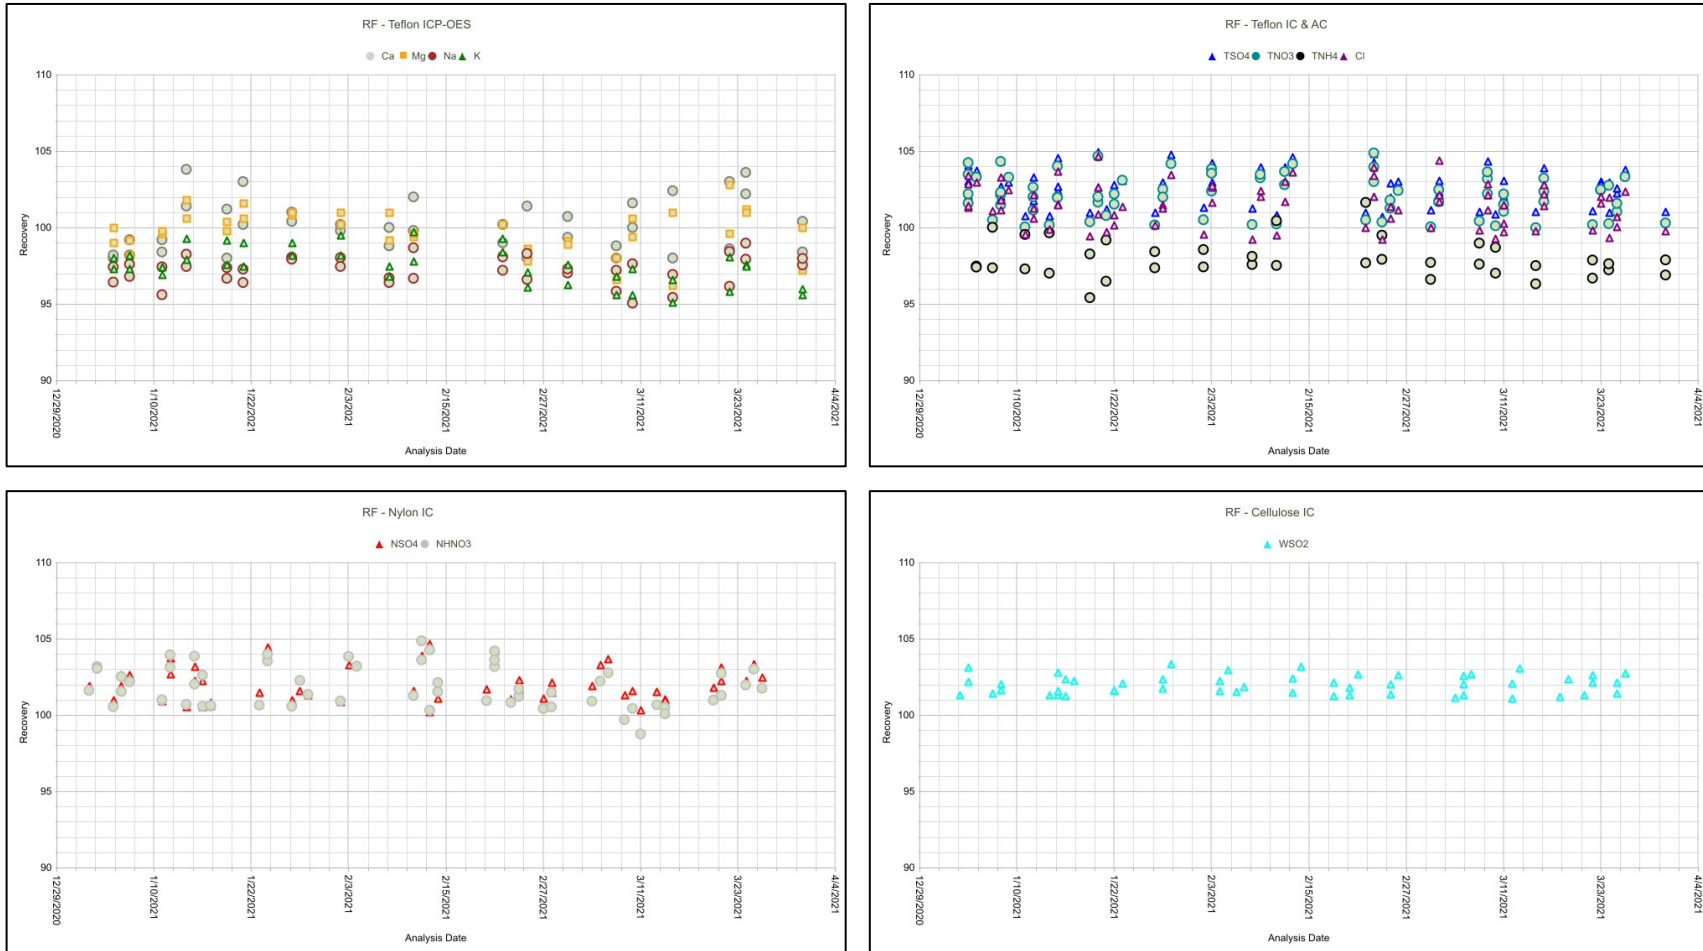 RF - Teflon ICP-OES
Ca Mg Na K
110
105
100
95
90
Recovery
12/29/2020 1/10/2021 1/22/2021 2/3/2021 2/15/2021 2/27/2021 3/11/2021 3/23/2021 4/4/2021
Analysis Date
RF - Teflon IC & AC
TSO4 TNO3 TNH4 Cl
110
105
100
95
90
Recovery
12/29/2020 1/10/2021 1/22/2021 2/3/2021 2/15/2021 2/27/2021 3/11/2021 3/23/2021 4/4/2021
Analysis Date
RF - Nylon IC
NSO4 NHNO3
110
105
100
95
90
Recovery
12/29/2020 1/10/2021 1/22/2021 2/3/2021 2/15/2021 2/27/2021 3/11/2021 3/23/2021 4/4/2021
Analysis Date
RF - Cellulose IC
WSO2
110
105
100
95
90
Recovery
12/29/2020 1/10/2021 1/22/2021 2/3/2021 2/15/2021 2/27/2021 3/11/2021 3/23/2021 4/4/2021
Analysis Date